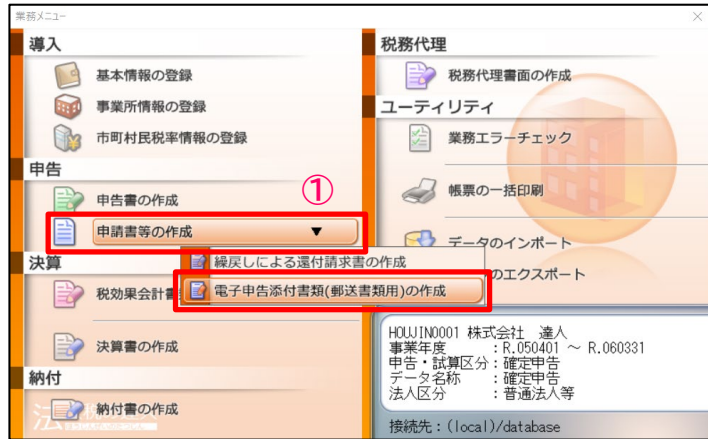 業務メニュー
導入
基本情報の登録
事業所情報の登録
市町村民税率情報の登録
申告
申告書の作成
①
申請書等の作成 ▼
繰戻しによる還付請求書の作成
電子申告添付書類(郵送書類用)の作成
決算
税効果会計書
決算書の作成
納付
納付書の作成
税務代理
税務代理書面の作成
ユーティリティ
業務エラーチェック
帳票の一括印刷
データのインポート
のエクスポート
HOUJIN0001 株式会社 達人
事業年度 :R.050401 ~ R.060331
申告・試算区分:確定申告
データ名称 :確定申告
法人区分 :普通法人等
接続先:(local)/database